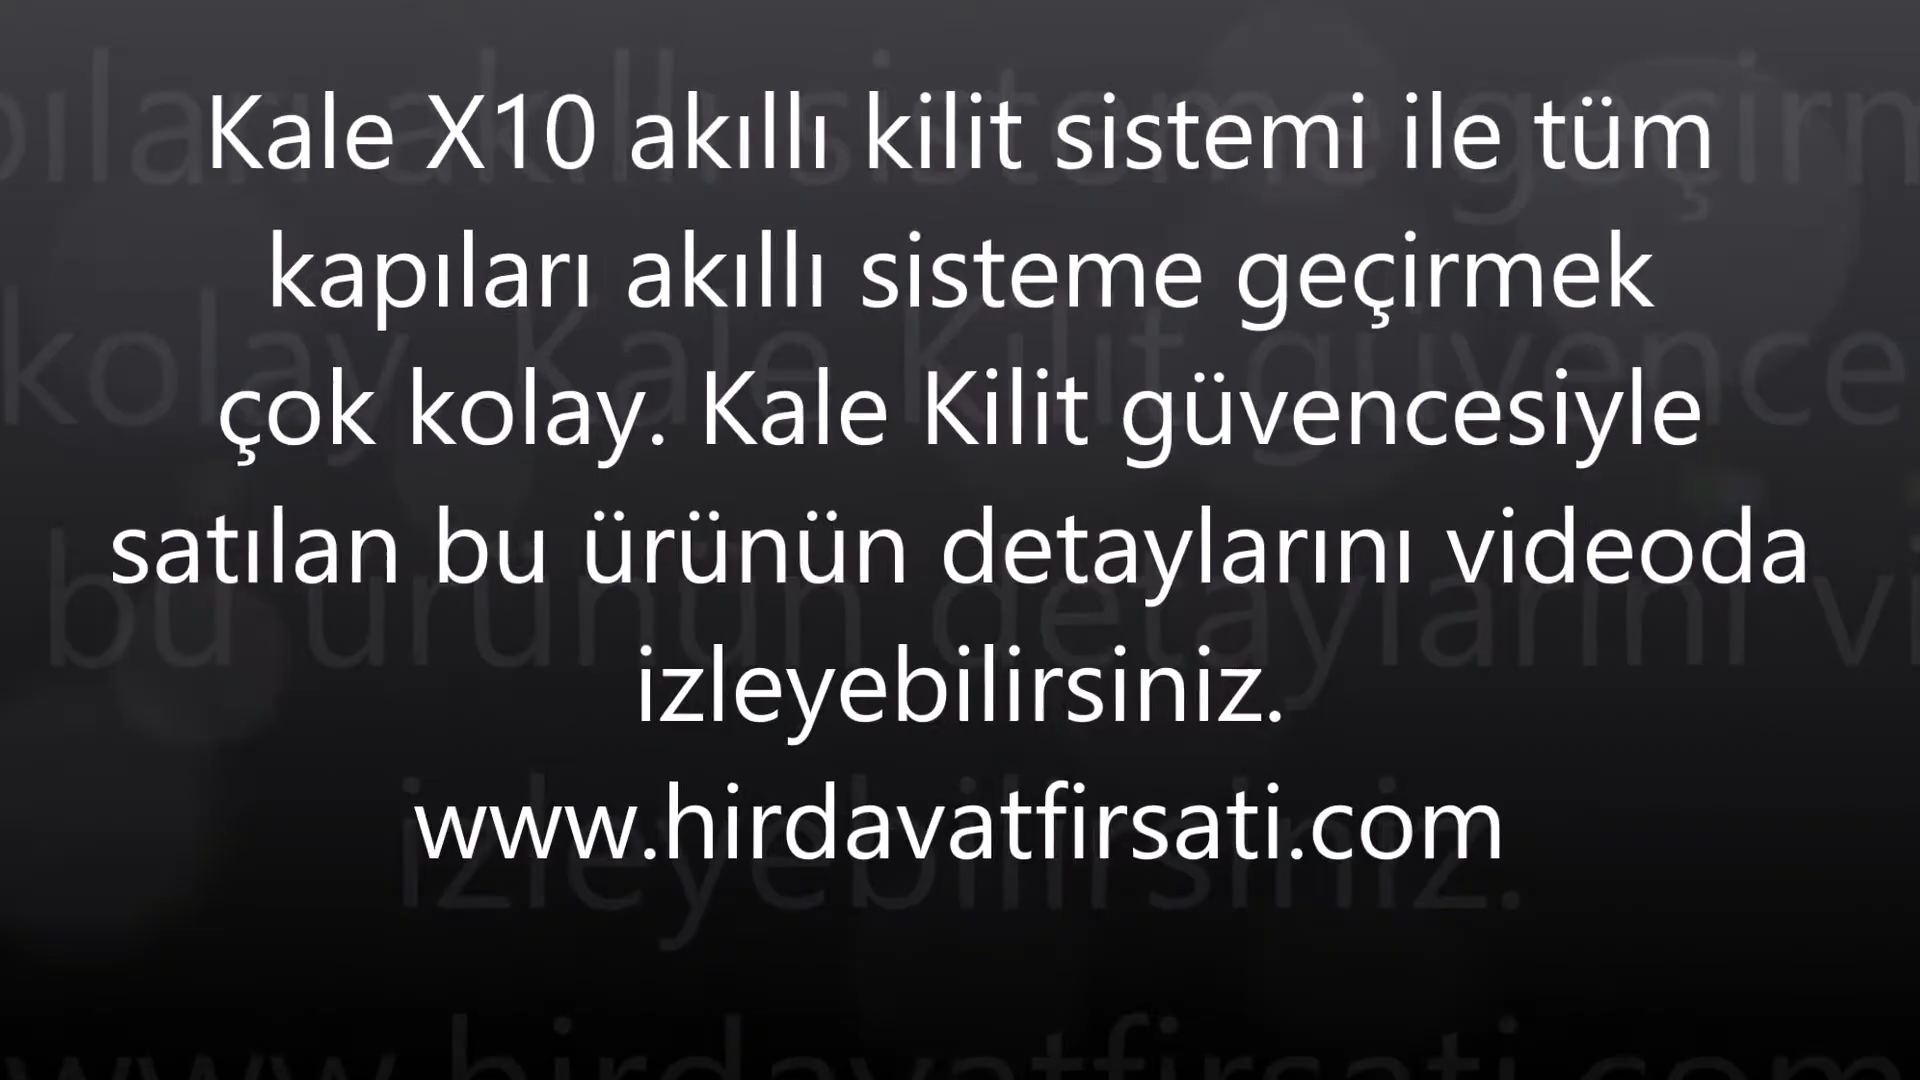 Kale X10 akıllı kilit sistemi ile tüm
kapıları akıllı sisteme geçirmek
çok kolay. Kale Kilit güvencesiyle
satılan bu ürünün detaylarını videoda
izleyebilirsiniz.
www.hirdavatfirsati.com